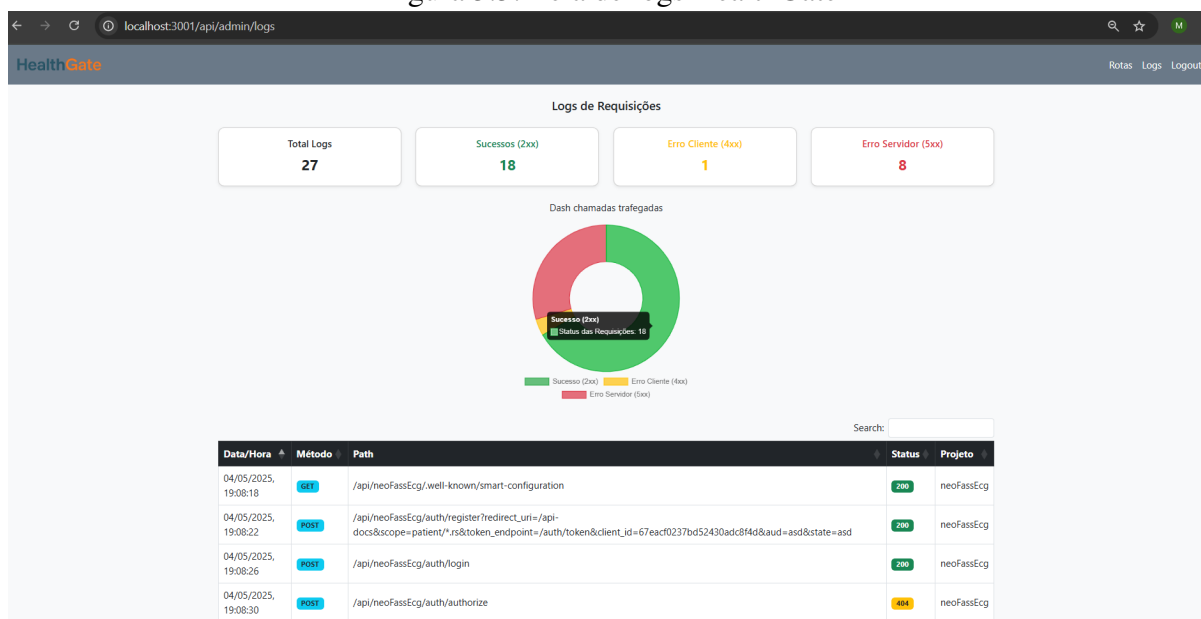 localhost:3001/api/admin/logs
M
HealthGate
Rotas Logs Logout
Logs de Requisições
Total Logs
27
Sucessos (2xx)
18
Erro Cliente (4xx)
1
Erro Servidor (5xx)
8
Dash chamadas trafegadas
Sucesso (2xx)
Status das Requisições: 18
Sucesso (2xx) Erro Cliente (4xx)
Erro Servidor (5xx)
Search:
Data/Hora Método Path Status Projeto
04/05/2025,
19:08:18
GET
/api/neoFassEcg/.well-known/smart-configuration
200
neoFassEcg
04/05/2025,
19:08:22
POST
/api/neoFassEcg/auth/register?redirect_uri=/api-
docs&scope=patient/*.rs&token_endpoint=/auth/token&client_id=67eacf0237bd52430adc8f4d&aud=asd&state=asd
200
neoFassEcg
04/05/2025,
19:08:26
POST
/api/neoFassEcg/auth/login
200
neoFassEcg
04/05/2025,
19:08:30
POST
/api/neoFassEcg/auth/authorize
404
neoFassEcg